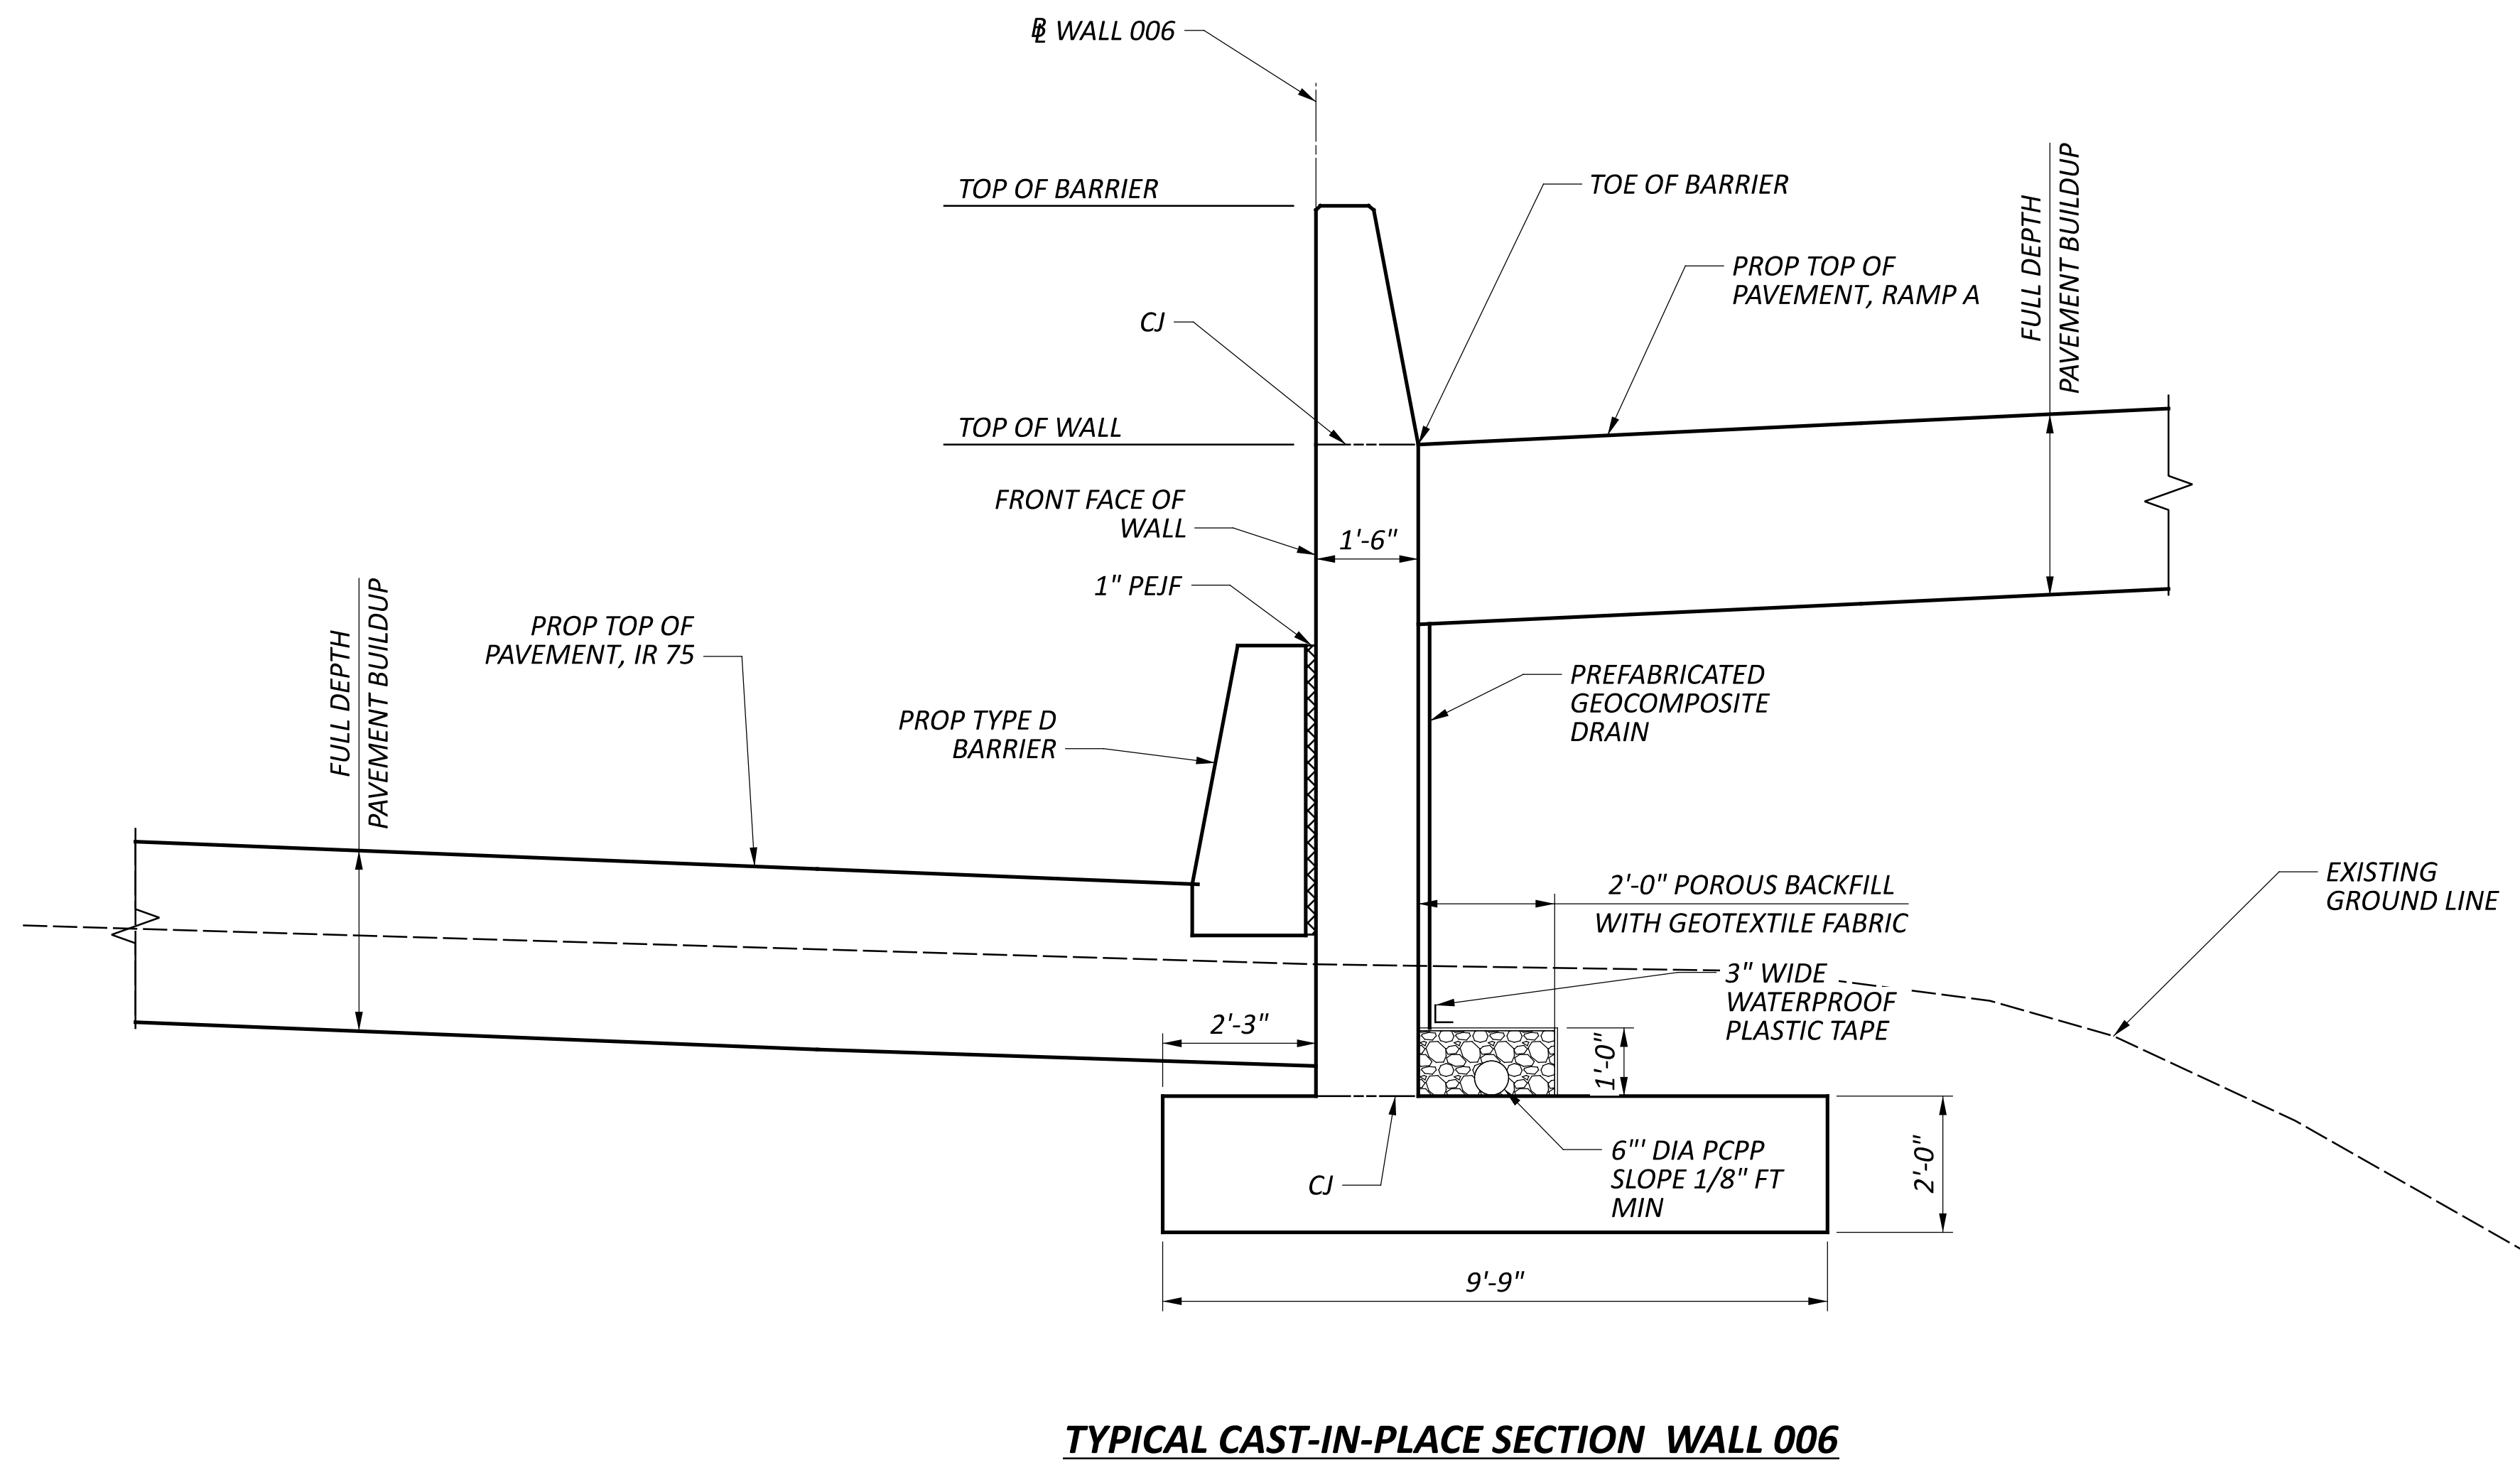 BL WALL 006
TOP OF BARRIER
TOE OF BARRIER
PROP TOP OF
PAVEMENT, RAMP A
FULL DEPTH
PAVEMENT BUILDUP
CJ
TOP OF WALL
FRONT FACE OF
WALL
1'-6"
1" PEJF
PROP TOP OF
PAVEMENT, IR 75
FULL DEPTH
PAVEMENT BUILDUP
PROP TYPE D
BARRIER
PREFABRICATED
GEOCOMPOSITE
DRAIN
2'-0" POROUS BACKFILL
WITH GEOTEXTILE FABRIC
EXISTING
GROUND LINE
3" WIDE
WATERPROOF
PLASTIC TAPE
2'-3"
1'-0"
6"' DIA PCPP
SLOPE 1/8" FT
MIN
CJ
2'-0"
9'-9"
TYPICAL CAST-IN-PLACE SECTION WALL 006